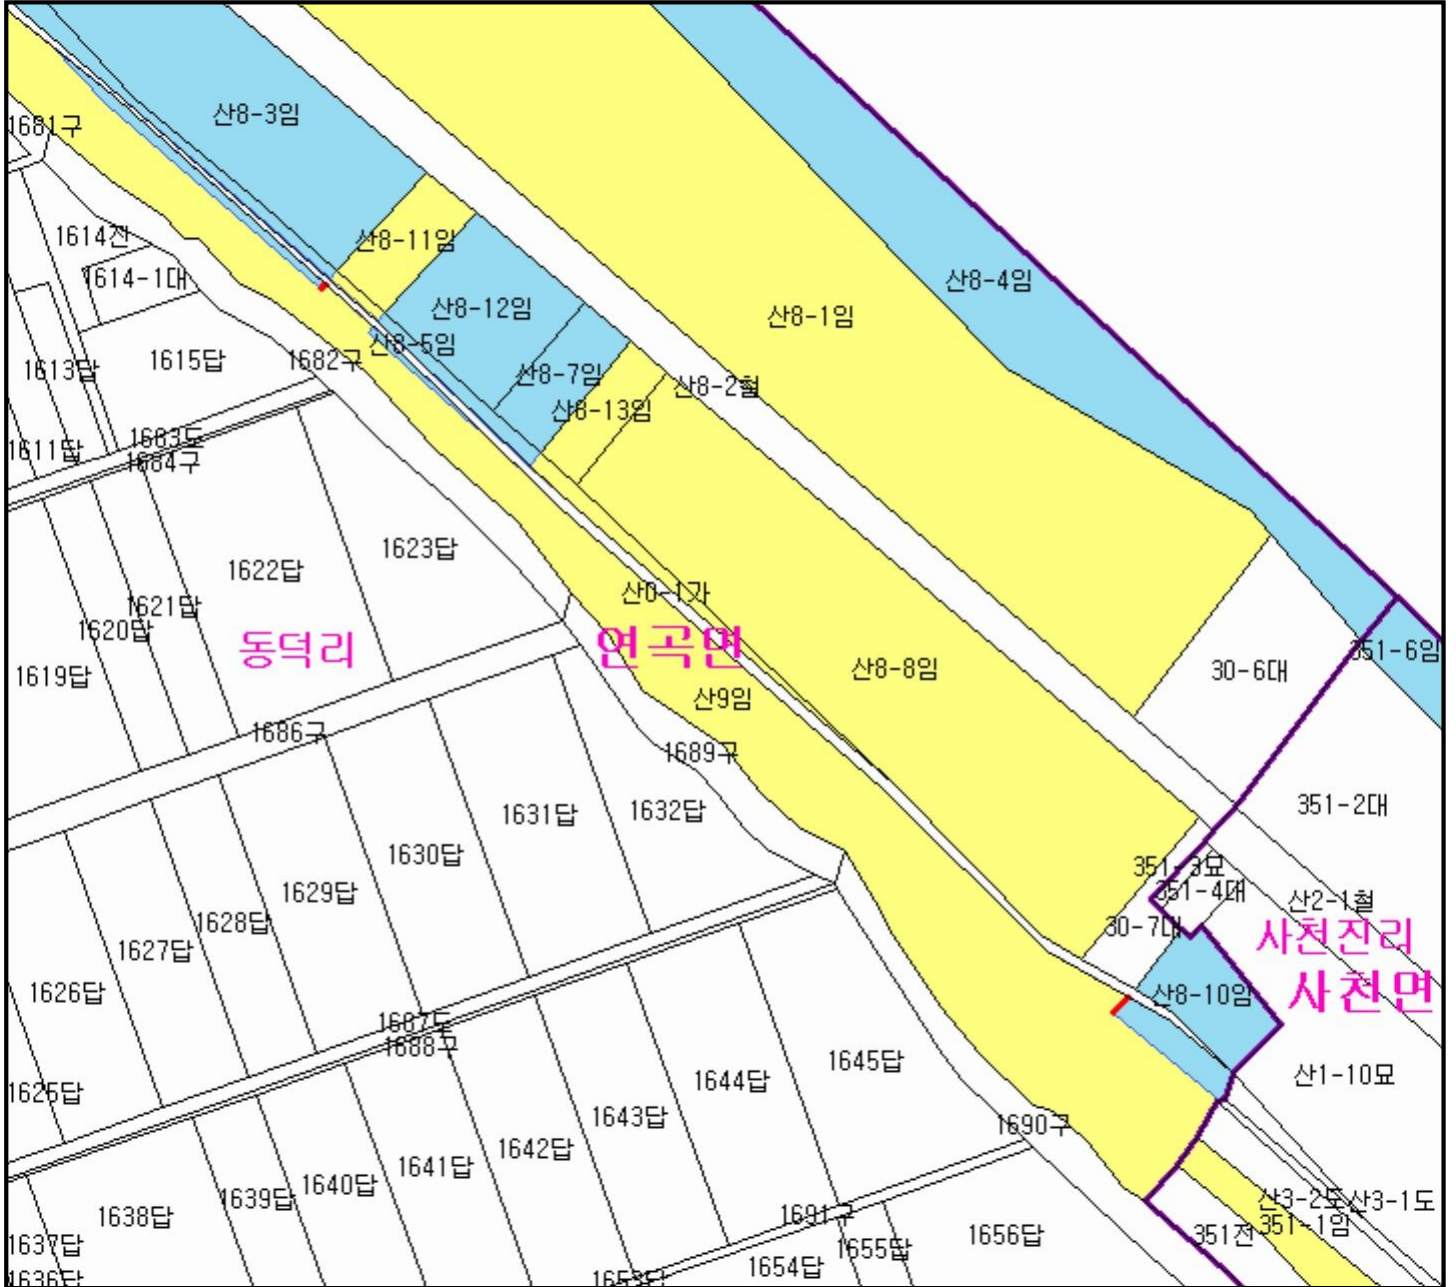 산8-3임
1681구
산8-11임
1614전
1614-1대
산8-4임
산8-12임
산8-1임
산8-5임
1615답
1682구
1613답
산8-7임
산8-2철
산8-13임
1683도
1611답
1684구
1623답
1622답
산0-1가
1621답
1620답
동덕리
연곡면
351-6임
1619답
산8-8임
30-6대
산9임
1686구
1689구
351-2대
1632답
1631답
1630답
351-3묘
1629답
351-4대
산2-1철
1628답
30-7대
사천진리
1627답
1626답
산8-10임
사천면
1687도
1688구
1645답
산1-10묘
1644답
1625답
1643답
1690구
1642답
1641답
1640답
1639답
산3-2도
산3-1도
1638답
1691구
351-1임
351전
1656답
1637답
1655답
1654답
1653답
1636답